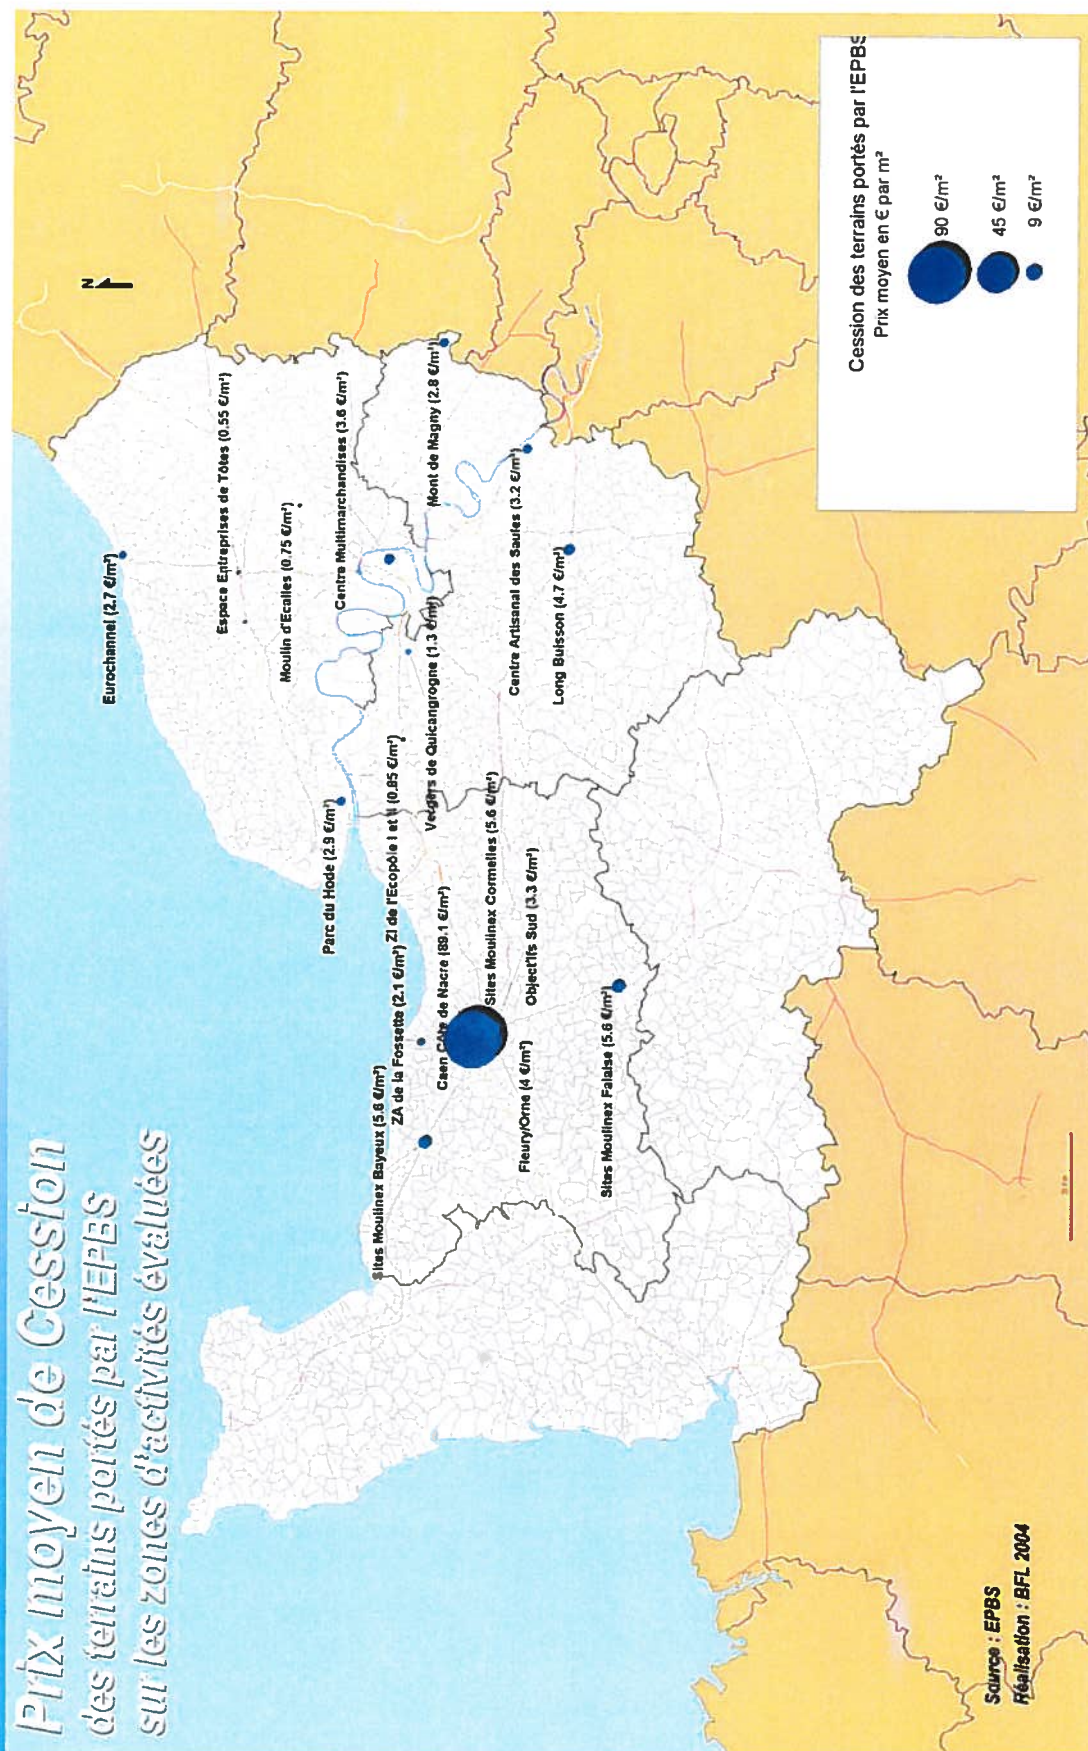 Prix moyen de Cession
des terrains portés par l'EPBS
sur les zones d'activités évaluées
N
Eurochannel (2.7 €/m²)
Espace Entreprises de Tôtes (0.55 €/m²)
Moulin d'Ecalles (0.75 €/m²)
Centre Multimarchandises (3.6 €/m²)
Parc du Hode (2.9 €/m²)
Mont de Magny (2.8 €/m²)
Vergers de Quicangrogne (1.3 €/m²)
ZI de l'Ecopôle I et II (0.85 €/m²)
ZA de la Fossette (2.1 €/m²)
Sites Moulinex Bayeux (5.6 €/m²)
Caen Côte de Nacre (89.1 €/m²)
Sites Moulinex Cormelles (5.6 €/m²)
Centre Artisanal des Saules (3.2 €/m²)
Long Buisson (4.7 €/m²)
Objectifs Sud (3.3 €/m²)
Fleury/Orne (4 €/m²)
Sites Moulinex Falaise (5.6 €/m²)
Cession des terrains portés par l'EPBS
Prix moyen en € par m²
90 €/m²
45 €/m²
9 €/m²
Source : EPBS
Réalisation : BFL 2004